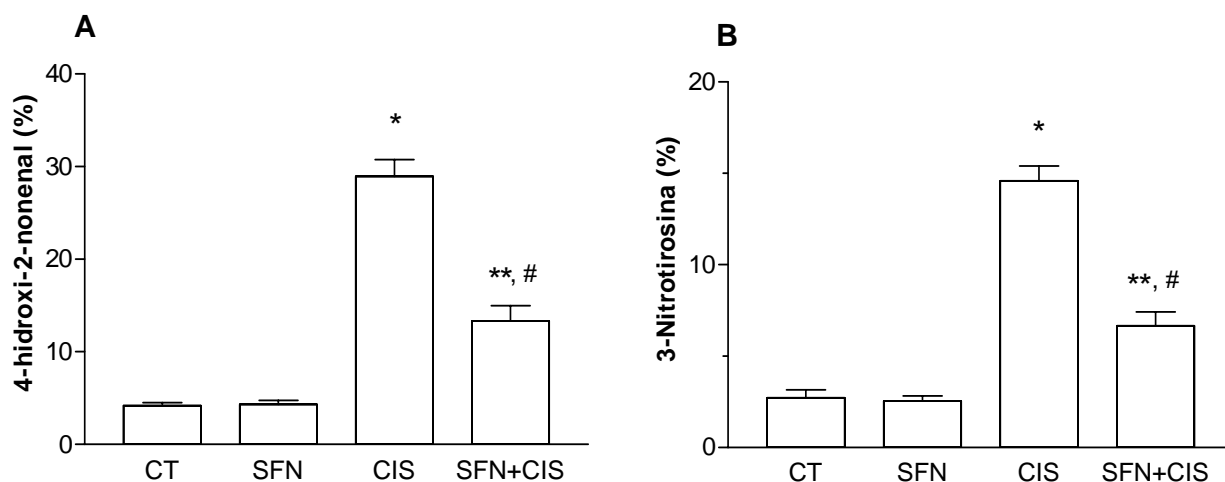 A
4-hidroxi-2-nonenal (%)
40
30
20
10
0
*
**, #
CT SFN CIS SFN+CIS
B
3-Nitrotirosina (%)
20
10
0
*
**, #
CT SFN CIS SFN+CIS